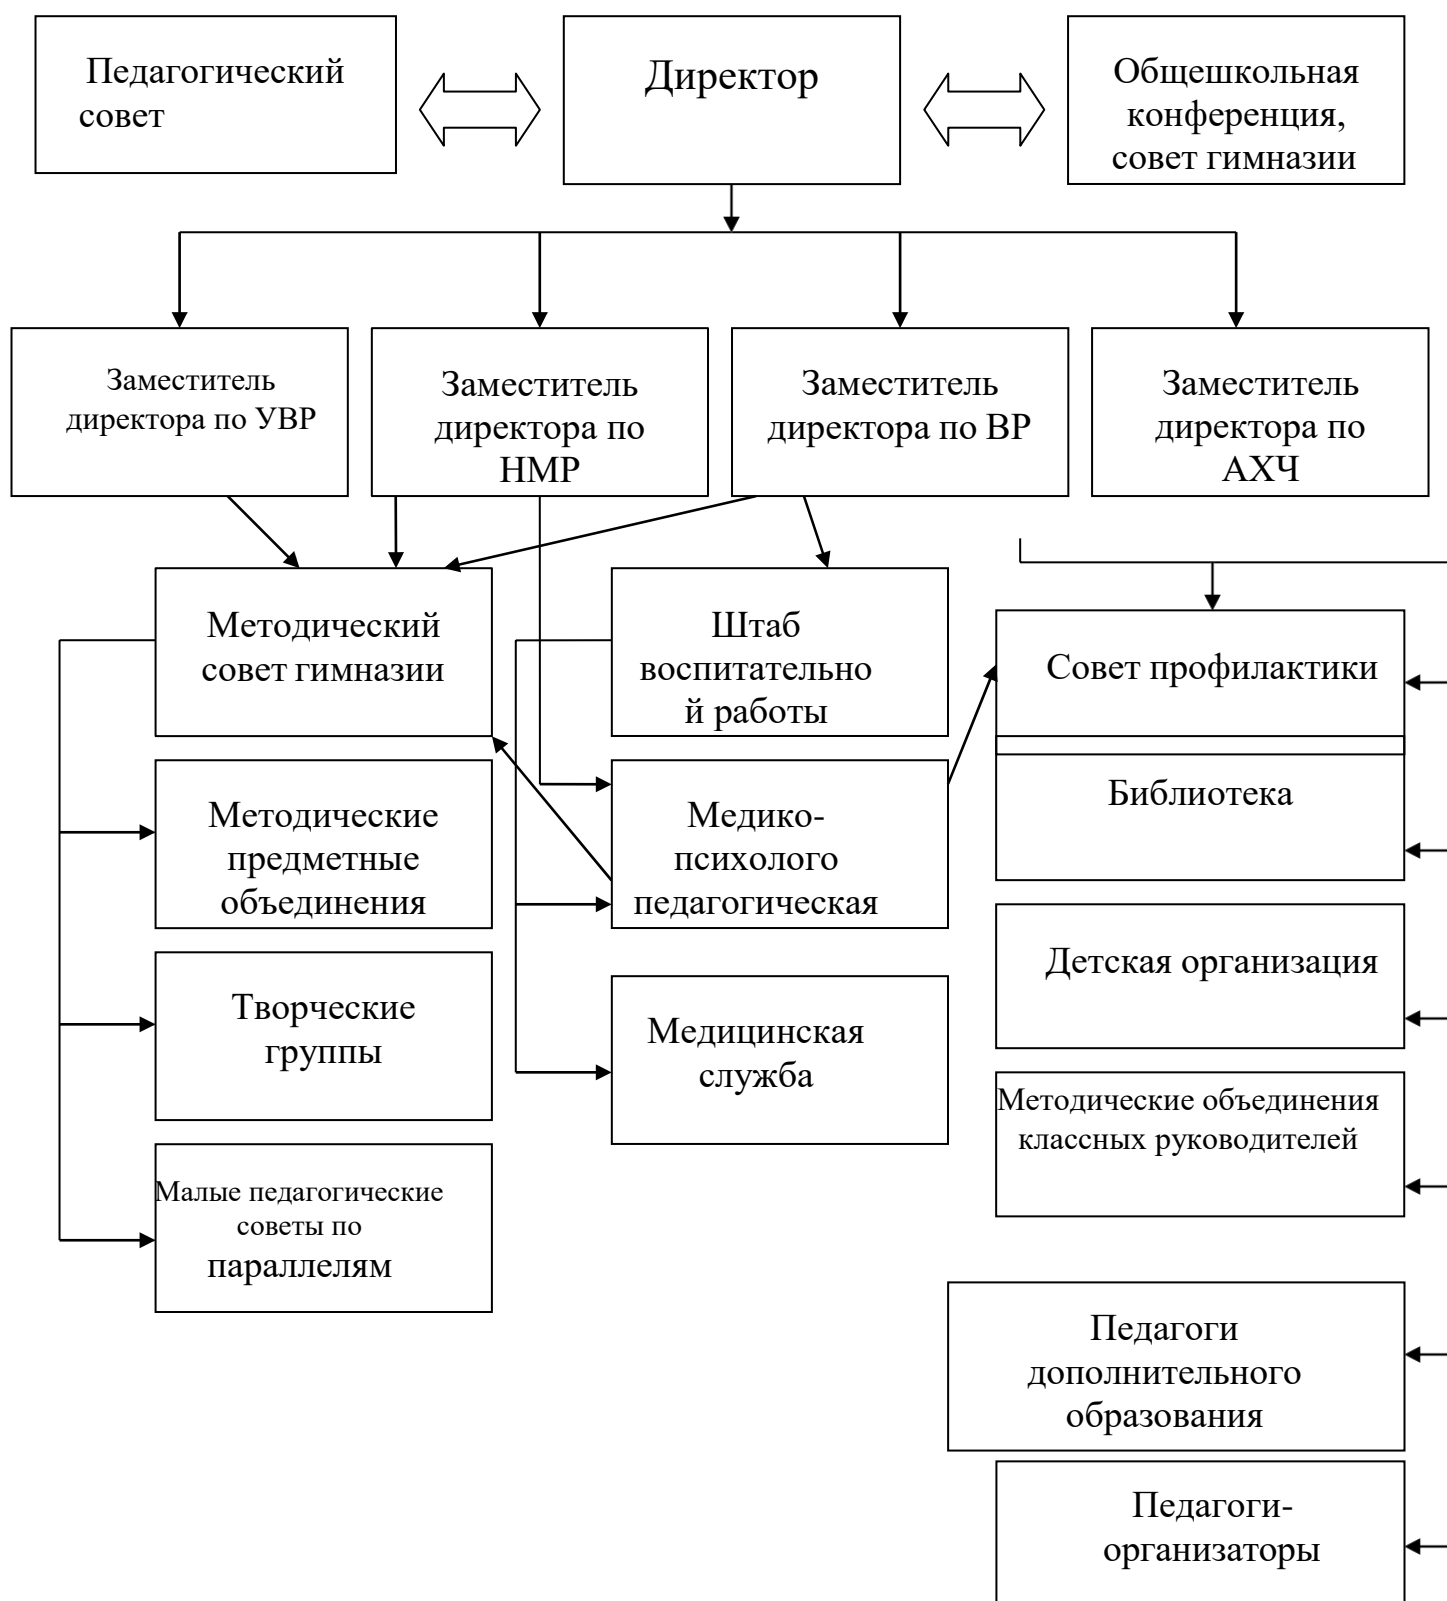 Педагогический
совет
Директор
Общешкольная
конференция,
совет гимназии
Заместитель
директора по УВР
Заместитель
директора по
НМР
Заместитель
директора по ВР
Заместитель
директора по
АХЧ
Методический
совет гимназии
Штаб
воспитательно
й работы
Совет профилактики
Методические
предметные
объединения
Медико-
психолого
педагогическая
Библиотека
Творческие
группы
Медицинская
служба
Детская организация
Малые педагогические
советы по
параллелям
Методические объединения
классных руководителей
Педагоги
дополнительного
образования
Педагоги-
организаторы